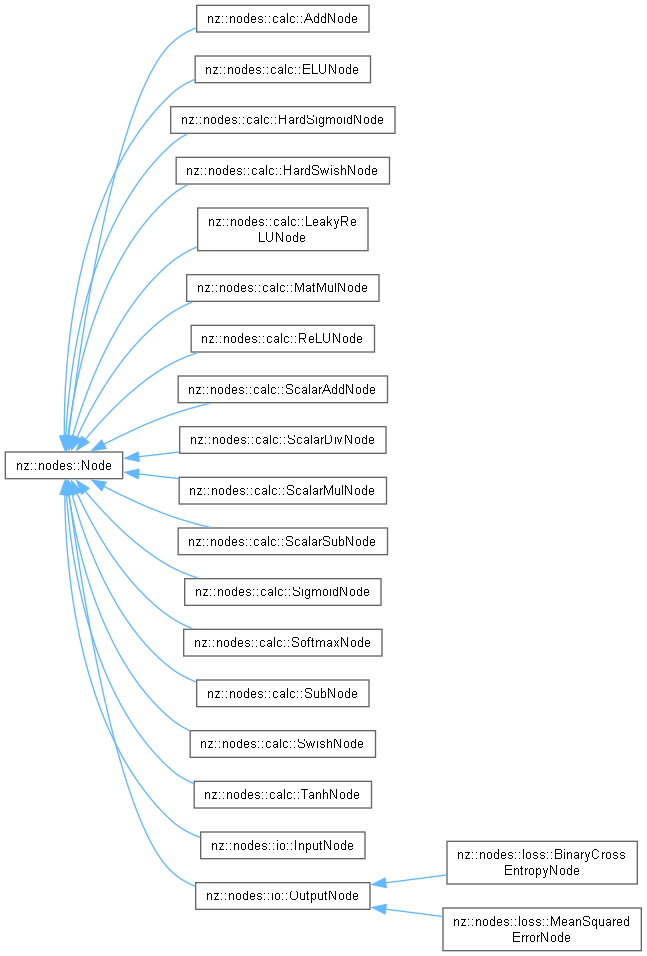 nz::nodes::calc::AddNode
nz::nodes::calc::ELUNode
nz::nodes::calc::HardSigmoidNode
nz::nodes::calc::HardSwishNode
nz::nodes::calc::LeakyRe
LUNode
nz::nodes::calc::MatMulNode
nz::nodes::calc::ReLUNode
nz::nodes::calc::ScalarAddNode
nz::nodes::calc::ScalarDivNode
nz::nodes::Node
nz::nodes::calc::ScalarMulNode
nz::nodes::calc::ScalarSubNode
nz::nodes::calc::SigmoidNode
nz::nodes::calc::SoftmaxNode
nz::nodes::calc::SubNode
nz::nodes::calc::SwishNode
nz::nodes::calc::TanhNode
nz::nodes::io::InputNode
nz::nodes::io::OutputNode
nz::nodes::loss::BinaryCross
EntropyNode
nz::nodes::loss::MeanSquared
ErrorNode